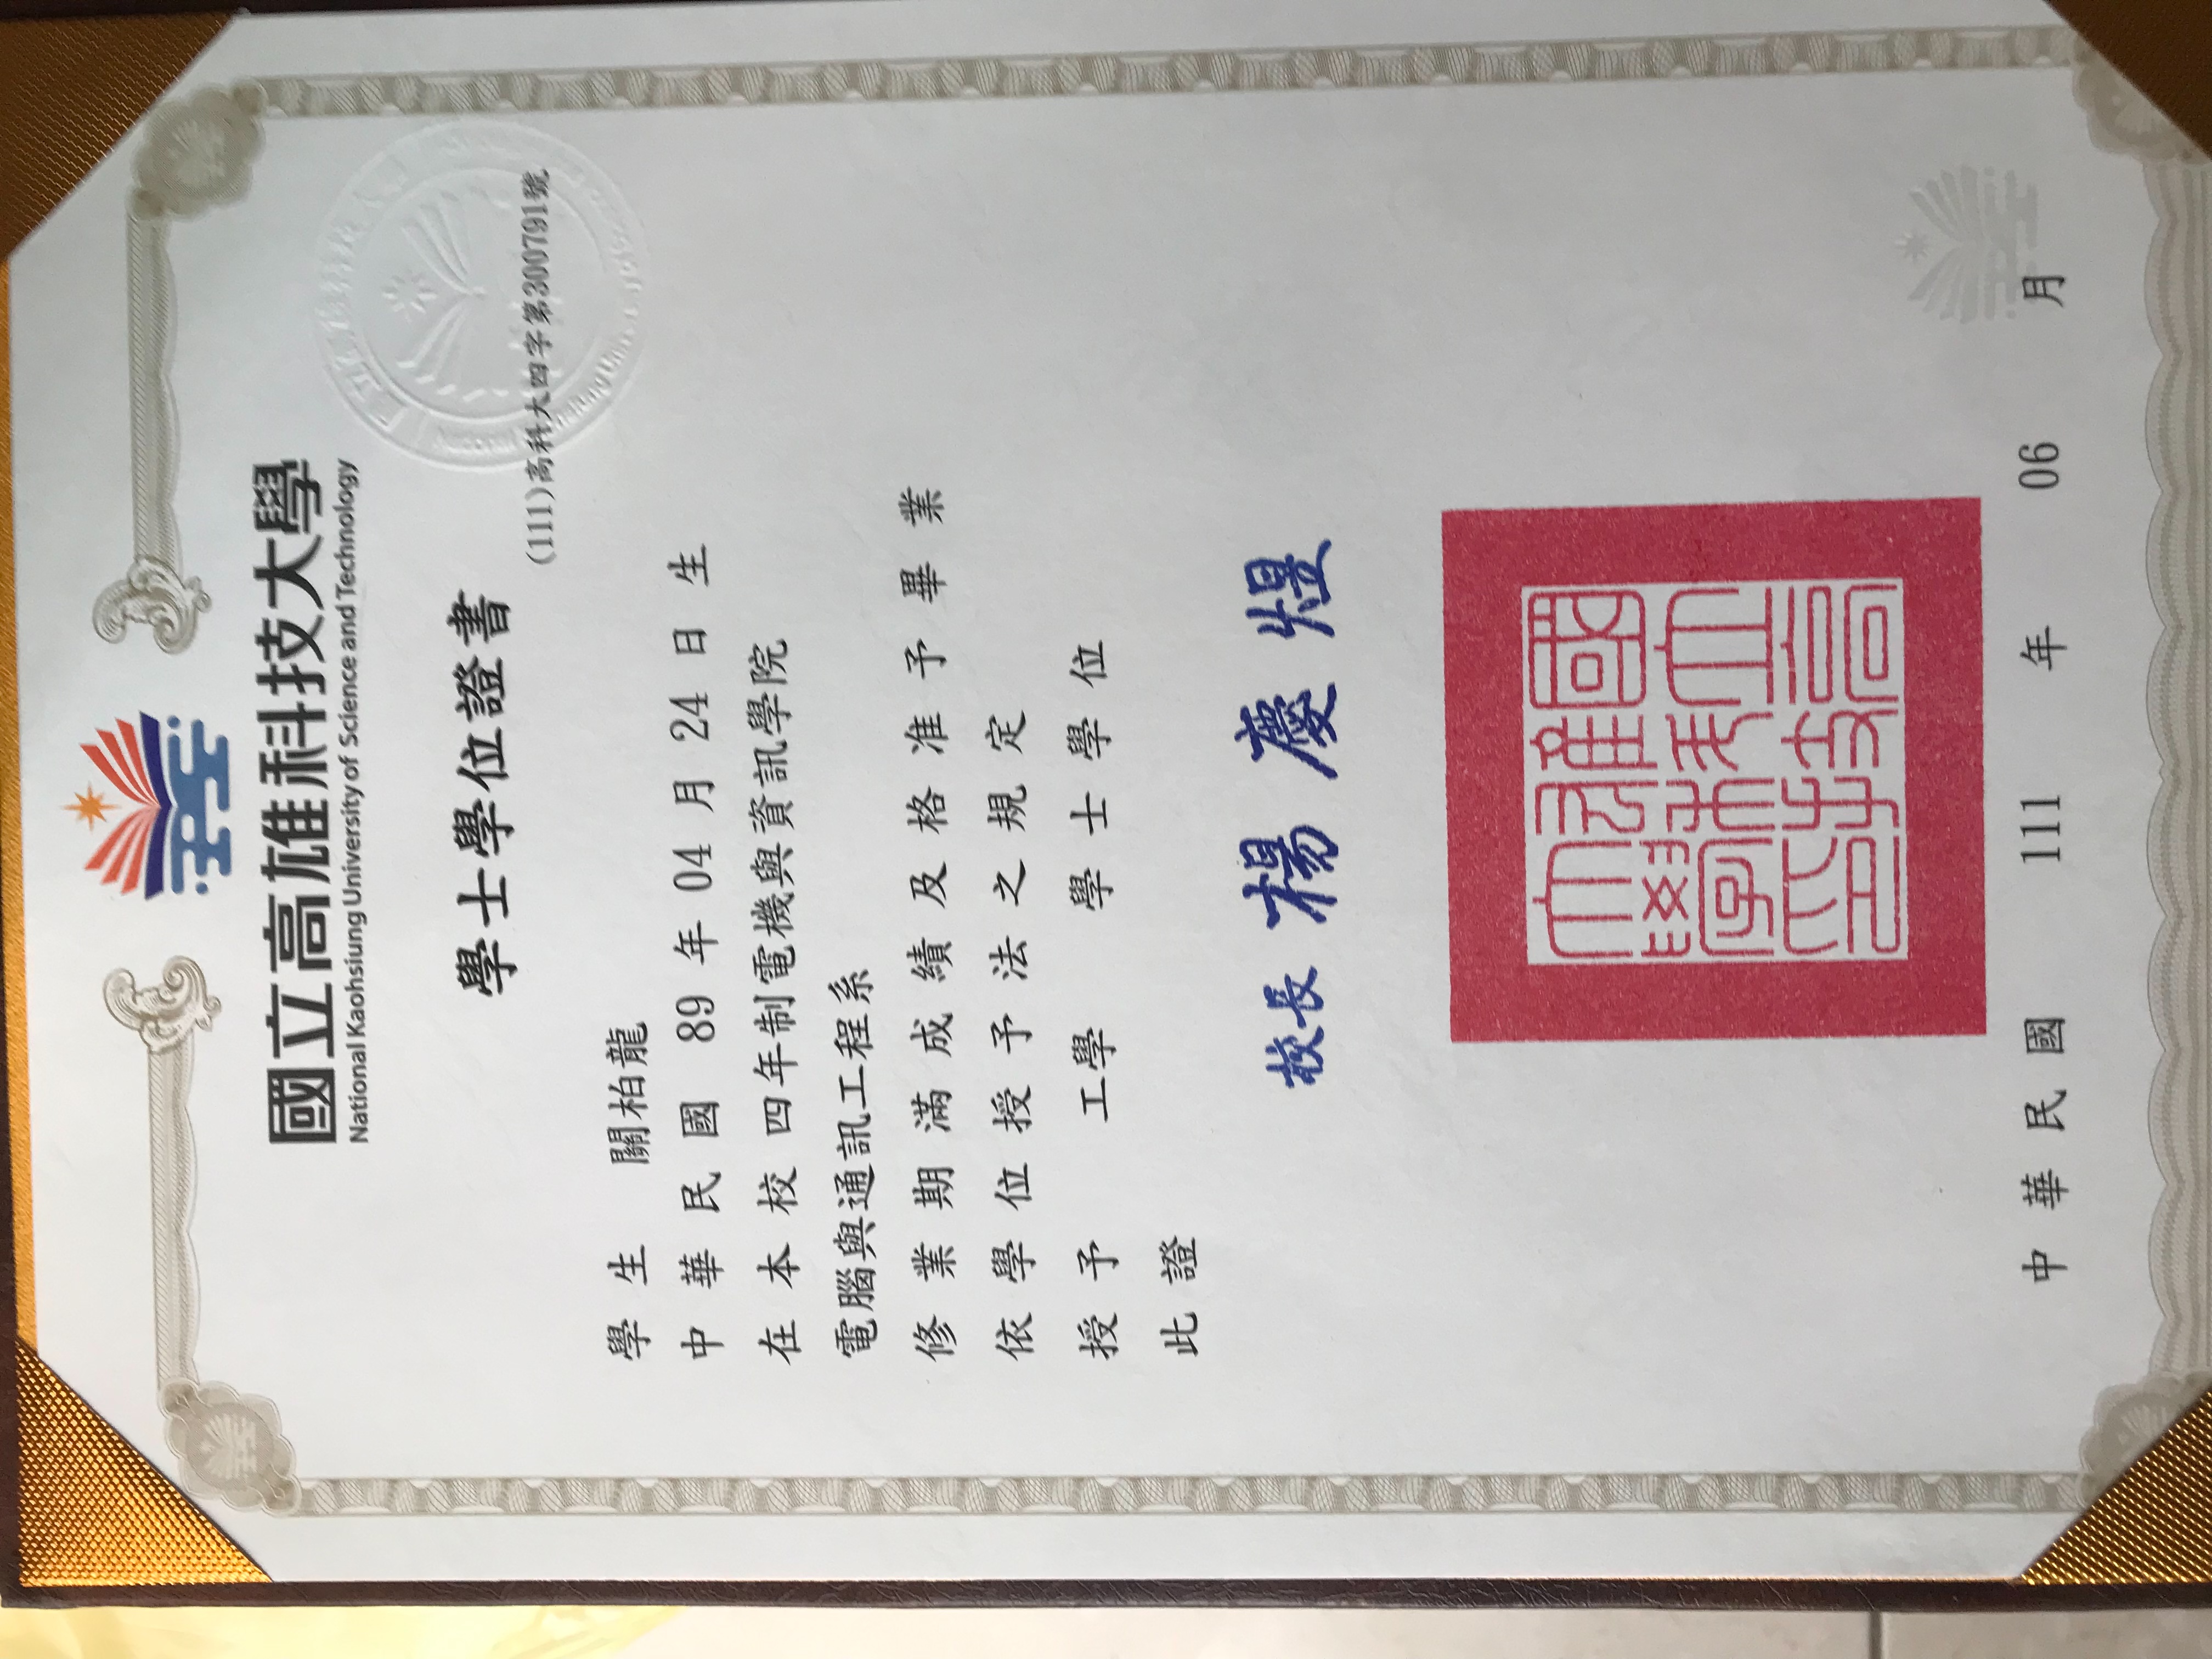 國立高雄科技大學
National Kaohsiung University of Science and Technology
學士學位證書
(111)高科大四字第300791號
學生 關柏龍
中華民國 89 年 04 月 24 日生
在本校四年制電機與資訊學院
電腦與通訊工程系
修業期滿成績及格准予畢業
依學位授予法之規定
授予 工學 學士學位
此證
校長 楊慶煜
國立高
雄科技
大學印
中華民國 111 年 06 月